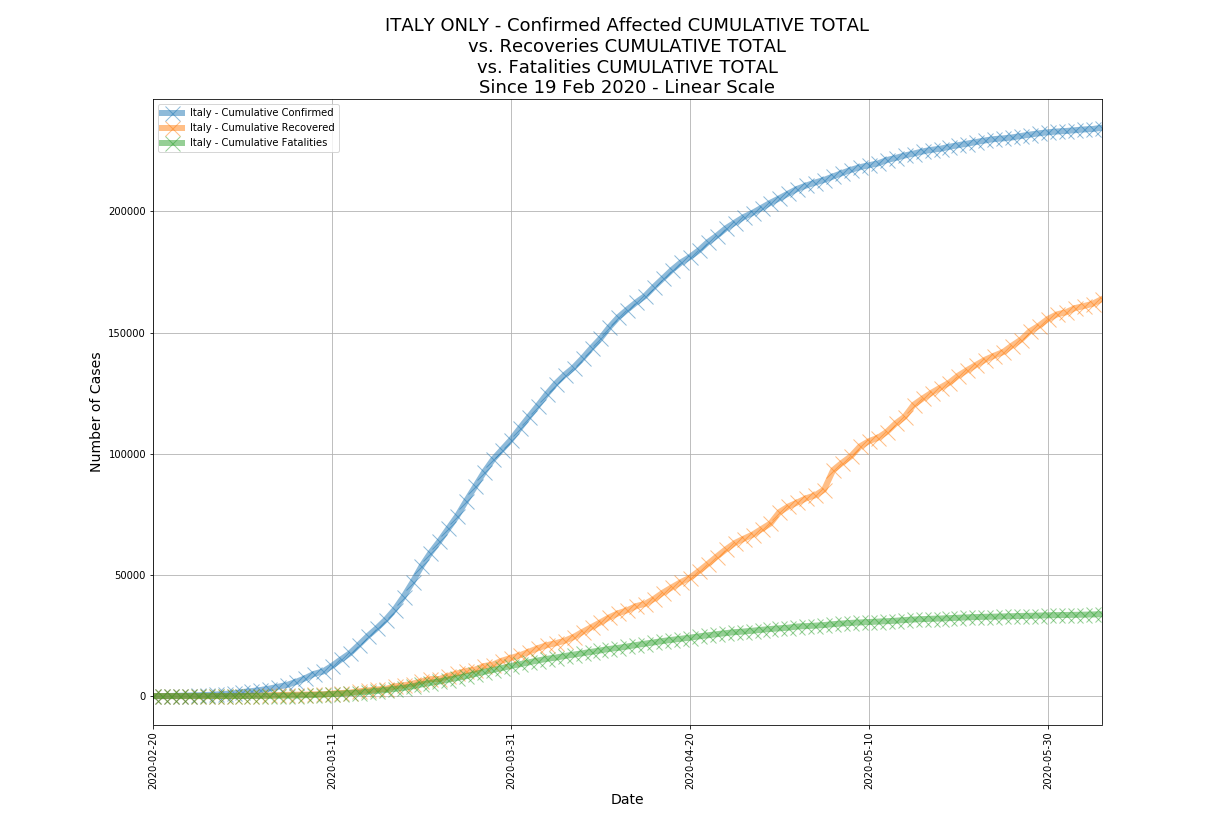 ITALY ONLY - Confirmed Affected CUMULATIVE TOTAL
vs. Recoveries CUMULATIVE TOTAL
vs. Fatalities CUMULATIVE TOTAL
Since 19 Feb 2020 - Linear Scale
Italy - Cumulative Confirmed
Italy - Cumulative Recovered
Italy - Cumulative Fatalities
Number of Cases
200000
150000
100000
50000
0
2020-02-20
2020-03-11
2020-03-31
2020-04-20
2020-05-10
2020-05-30
Date